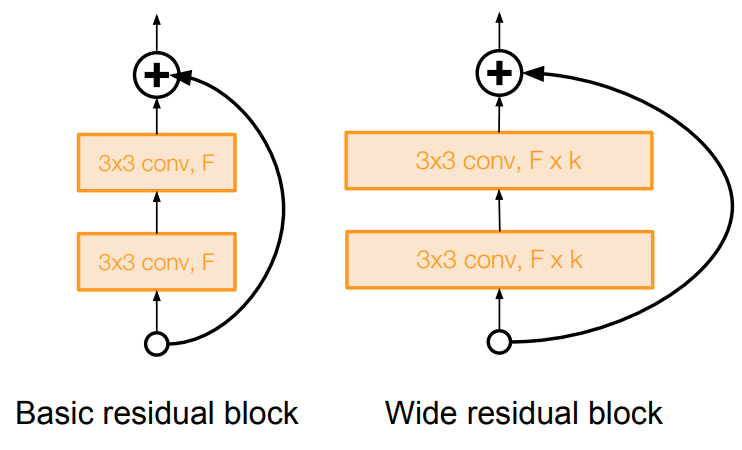 3x3 conv, F
3x3 conv, F
Basic residual block
3x3 conv, F x k
3x3 conv, F x k
Wide residual block